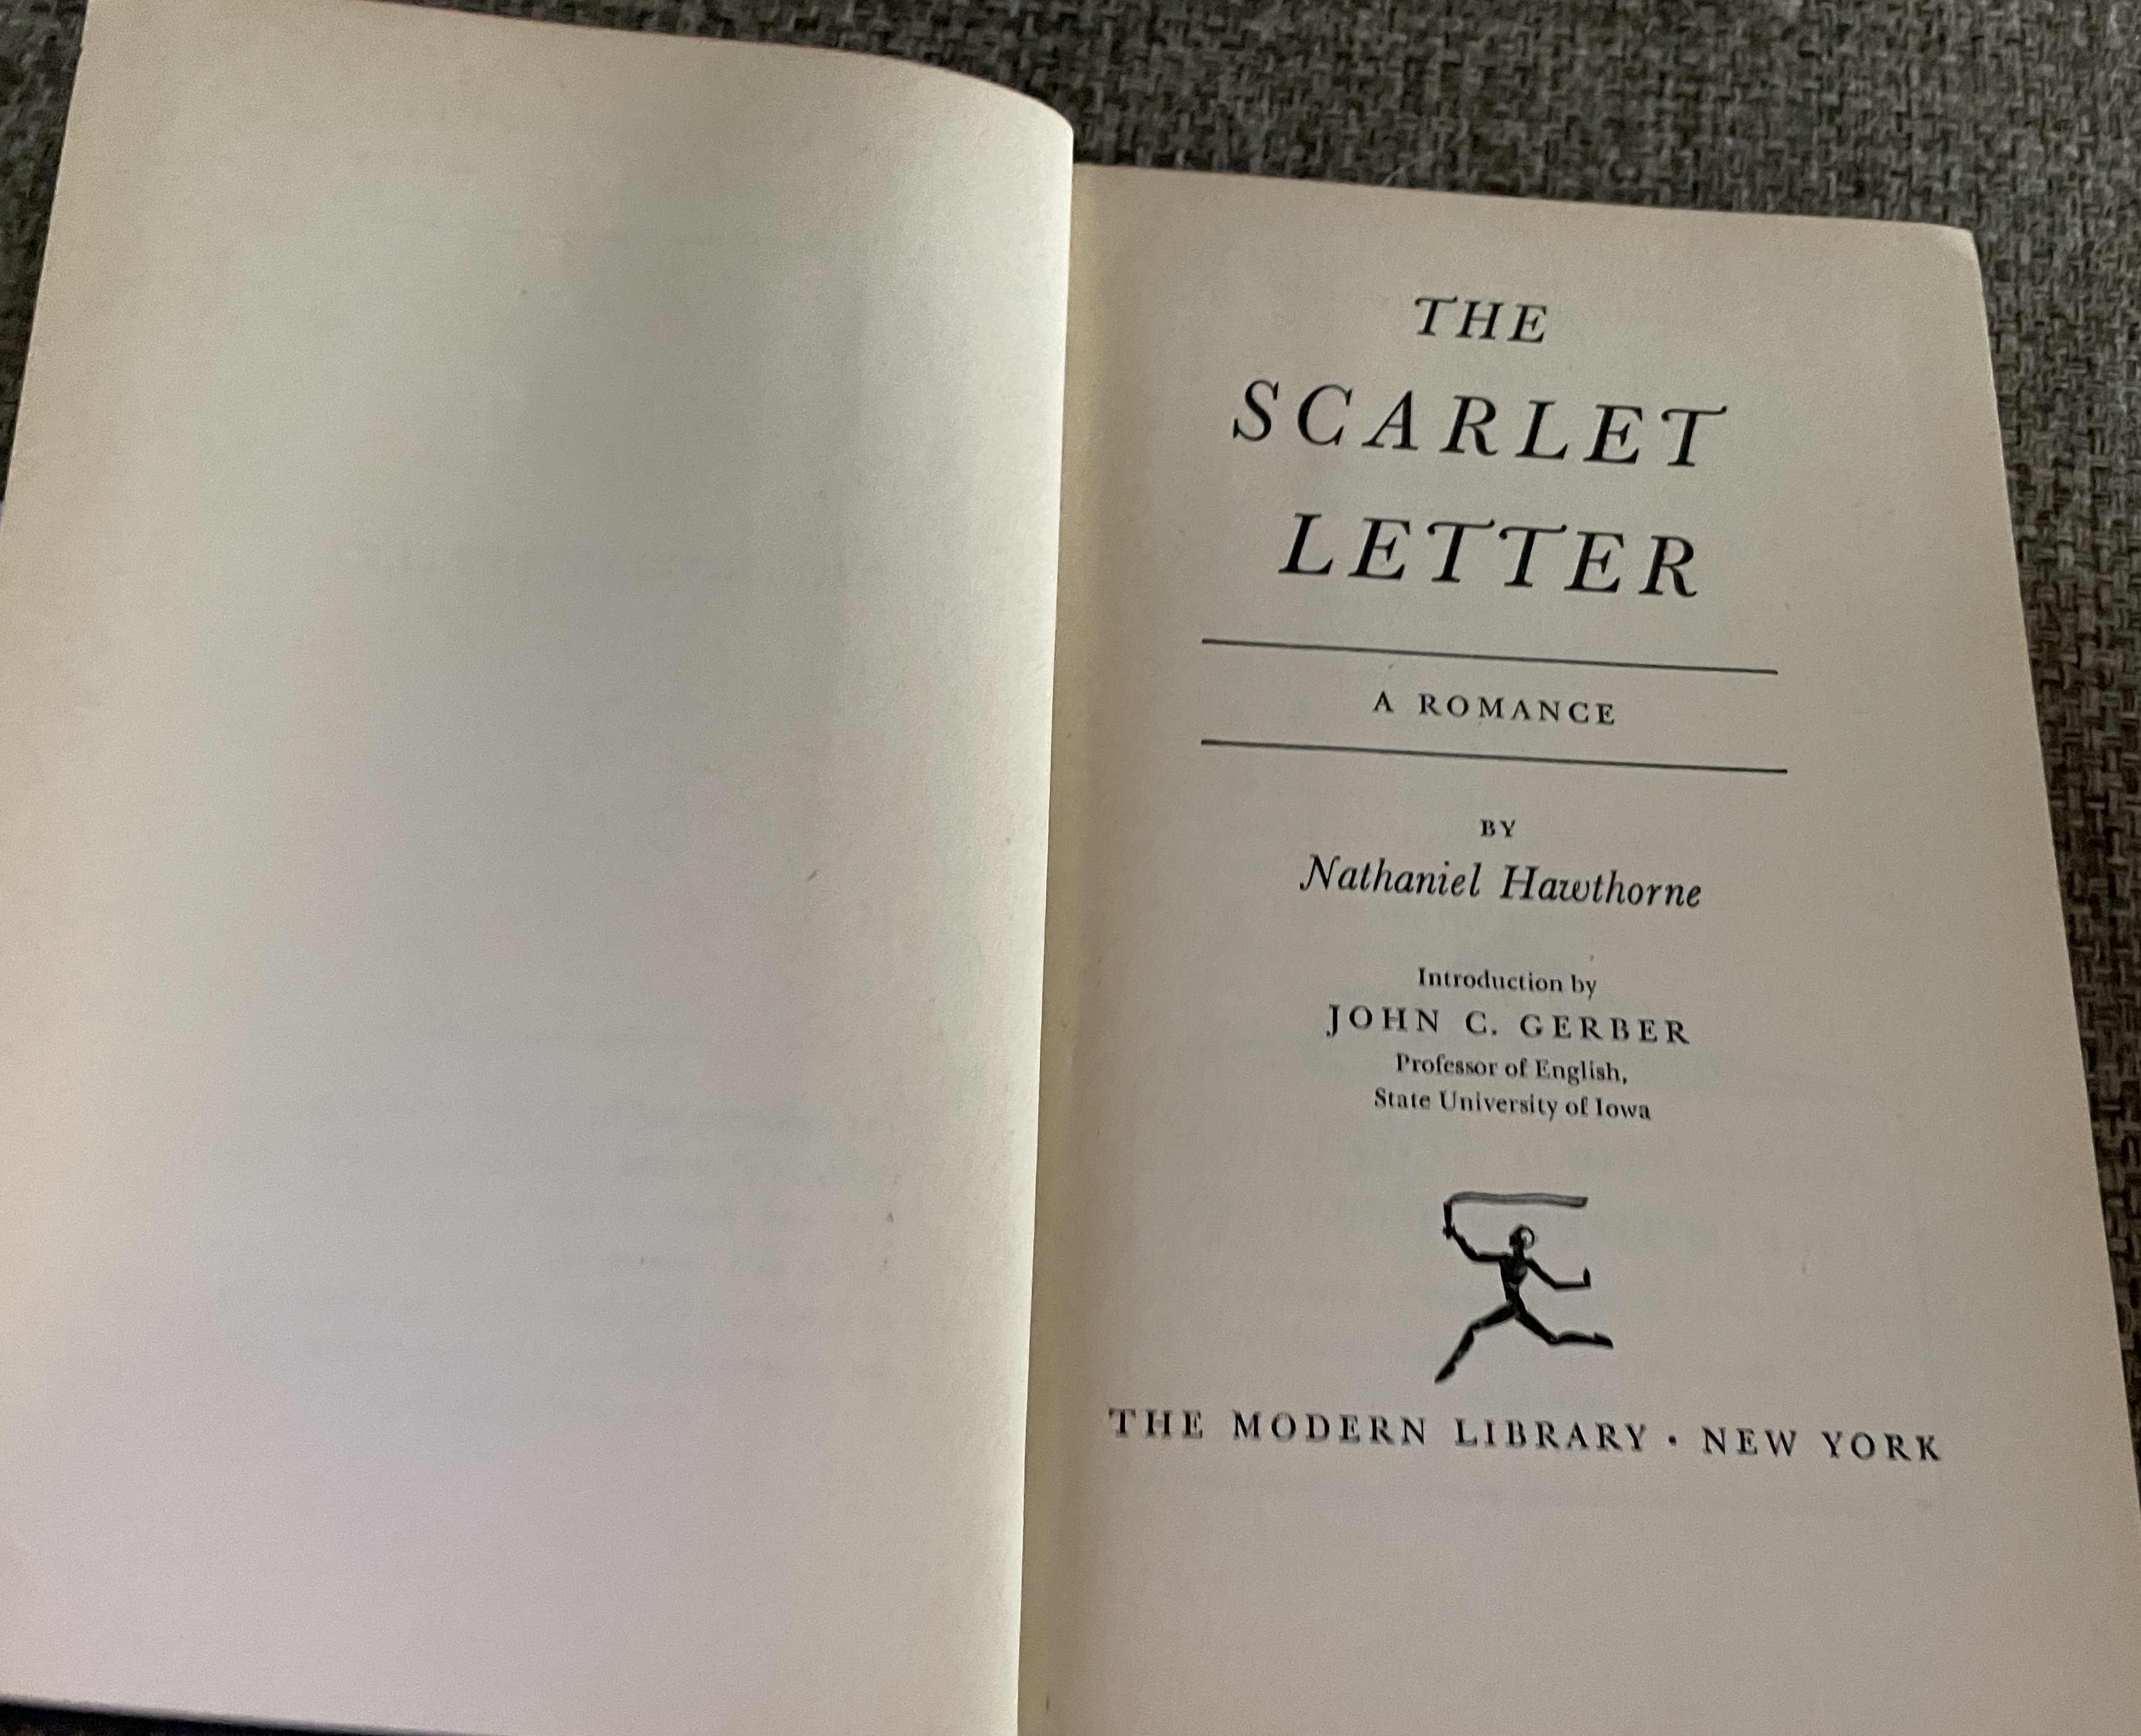 THE
SCARLET
LETTER
A ROMANCE
BY
Nathaniel Hawthorne
Introduction by
JOHN C. GERBER
Professor of English,
State University of Iowa
THE MODERN LIBRARY · NEW YORK